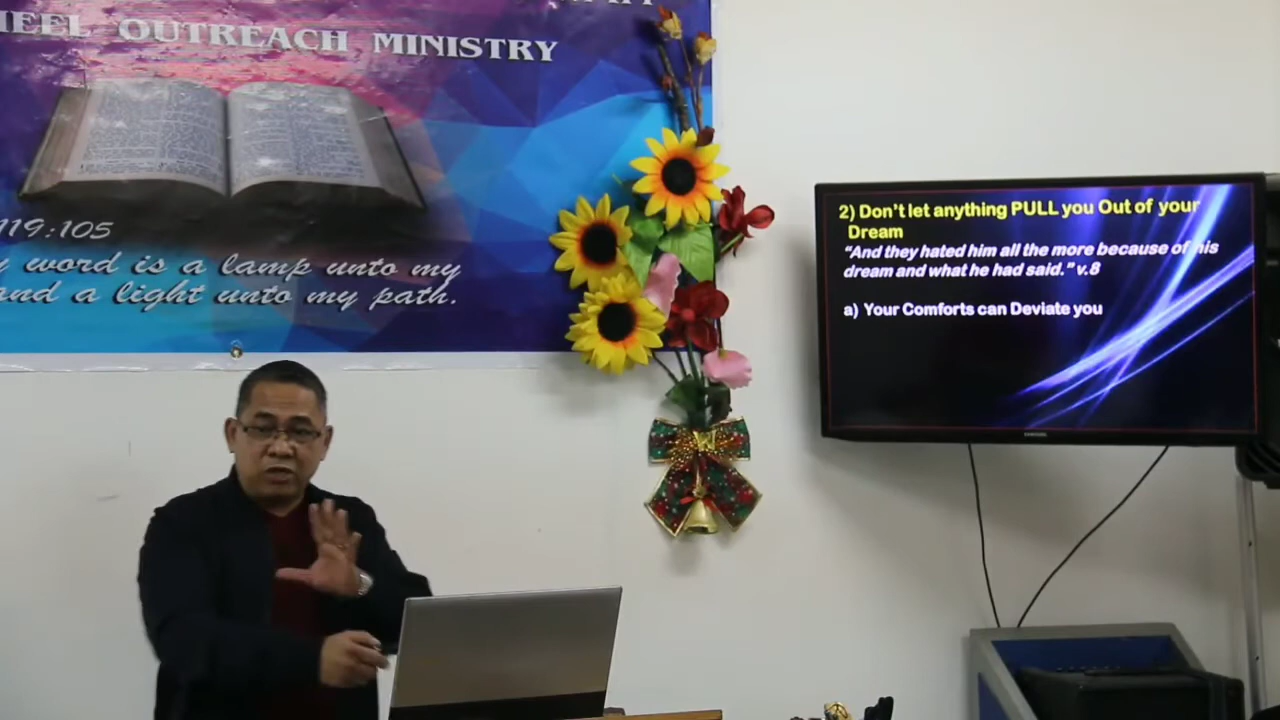 OUTREACH MINISTRY
119:105
word is a lamp unto my
and a light unto my path.
2) Don't let anything PULL you Out of your
Dream
"And they hated him all the more because of his
dream and what he had said." v.8
a) Your Comforts can Deviate you
SAMSUNG